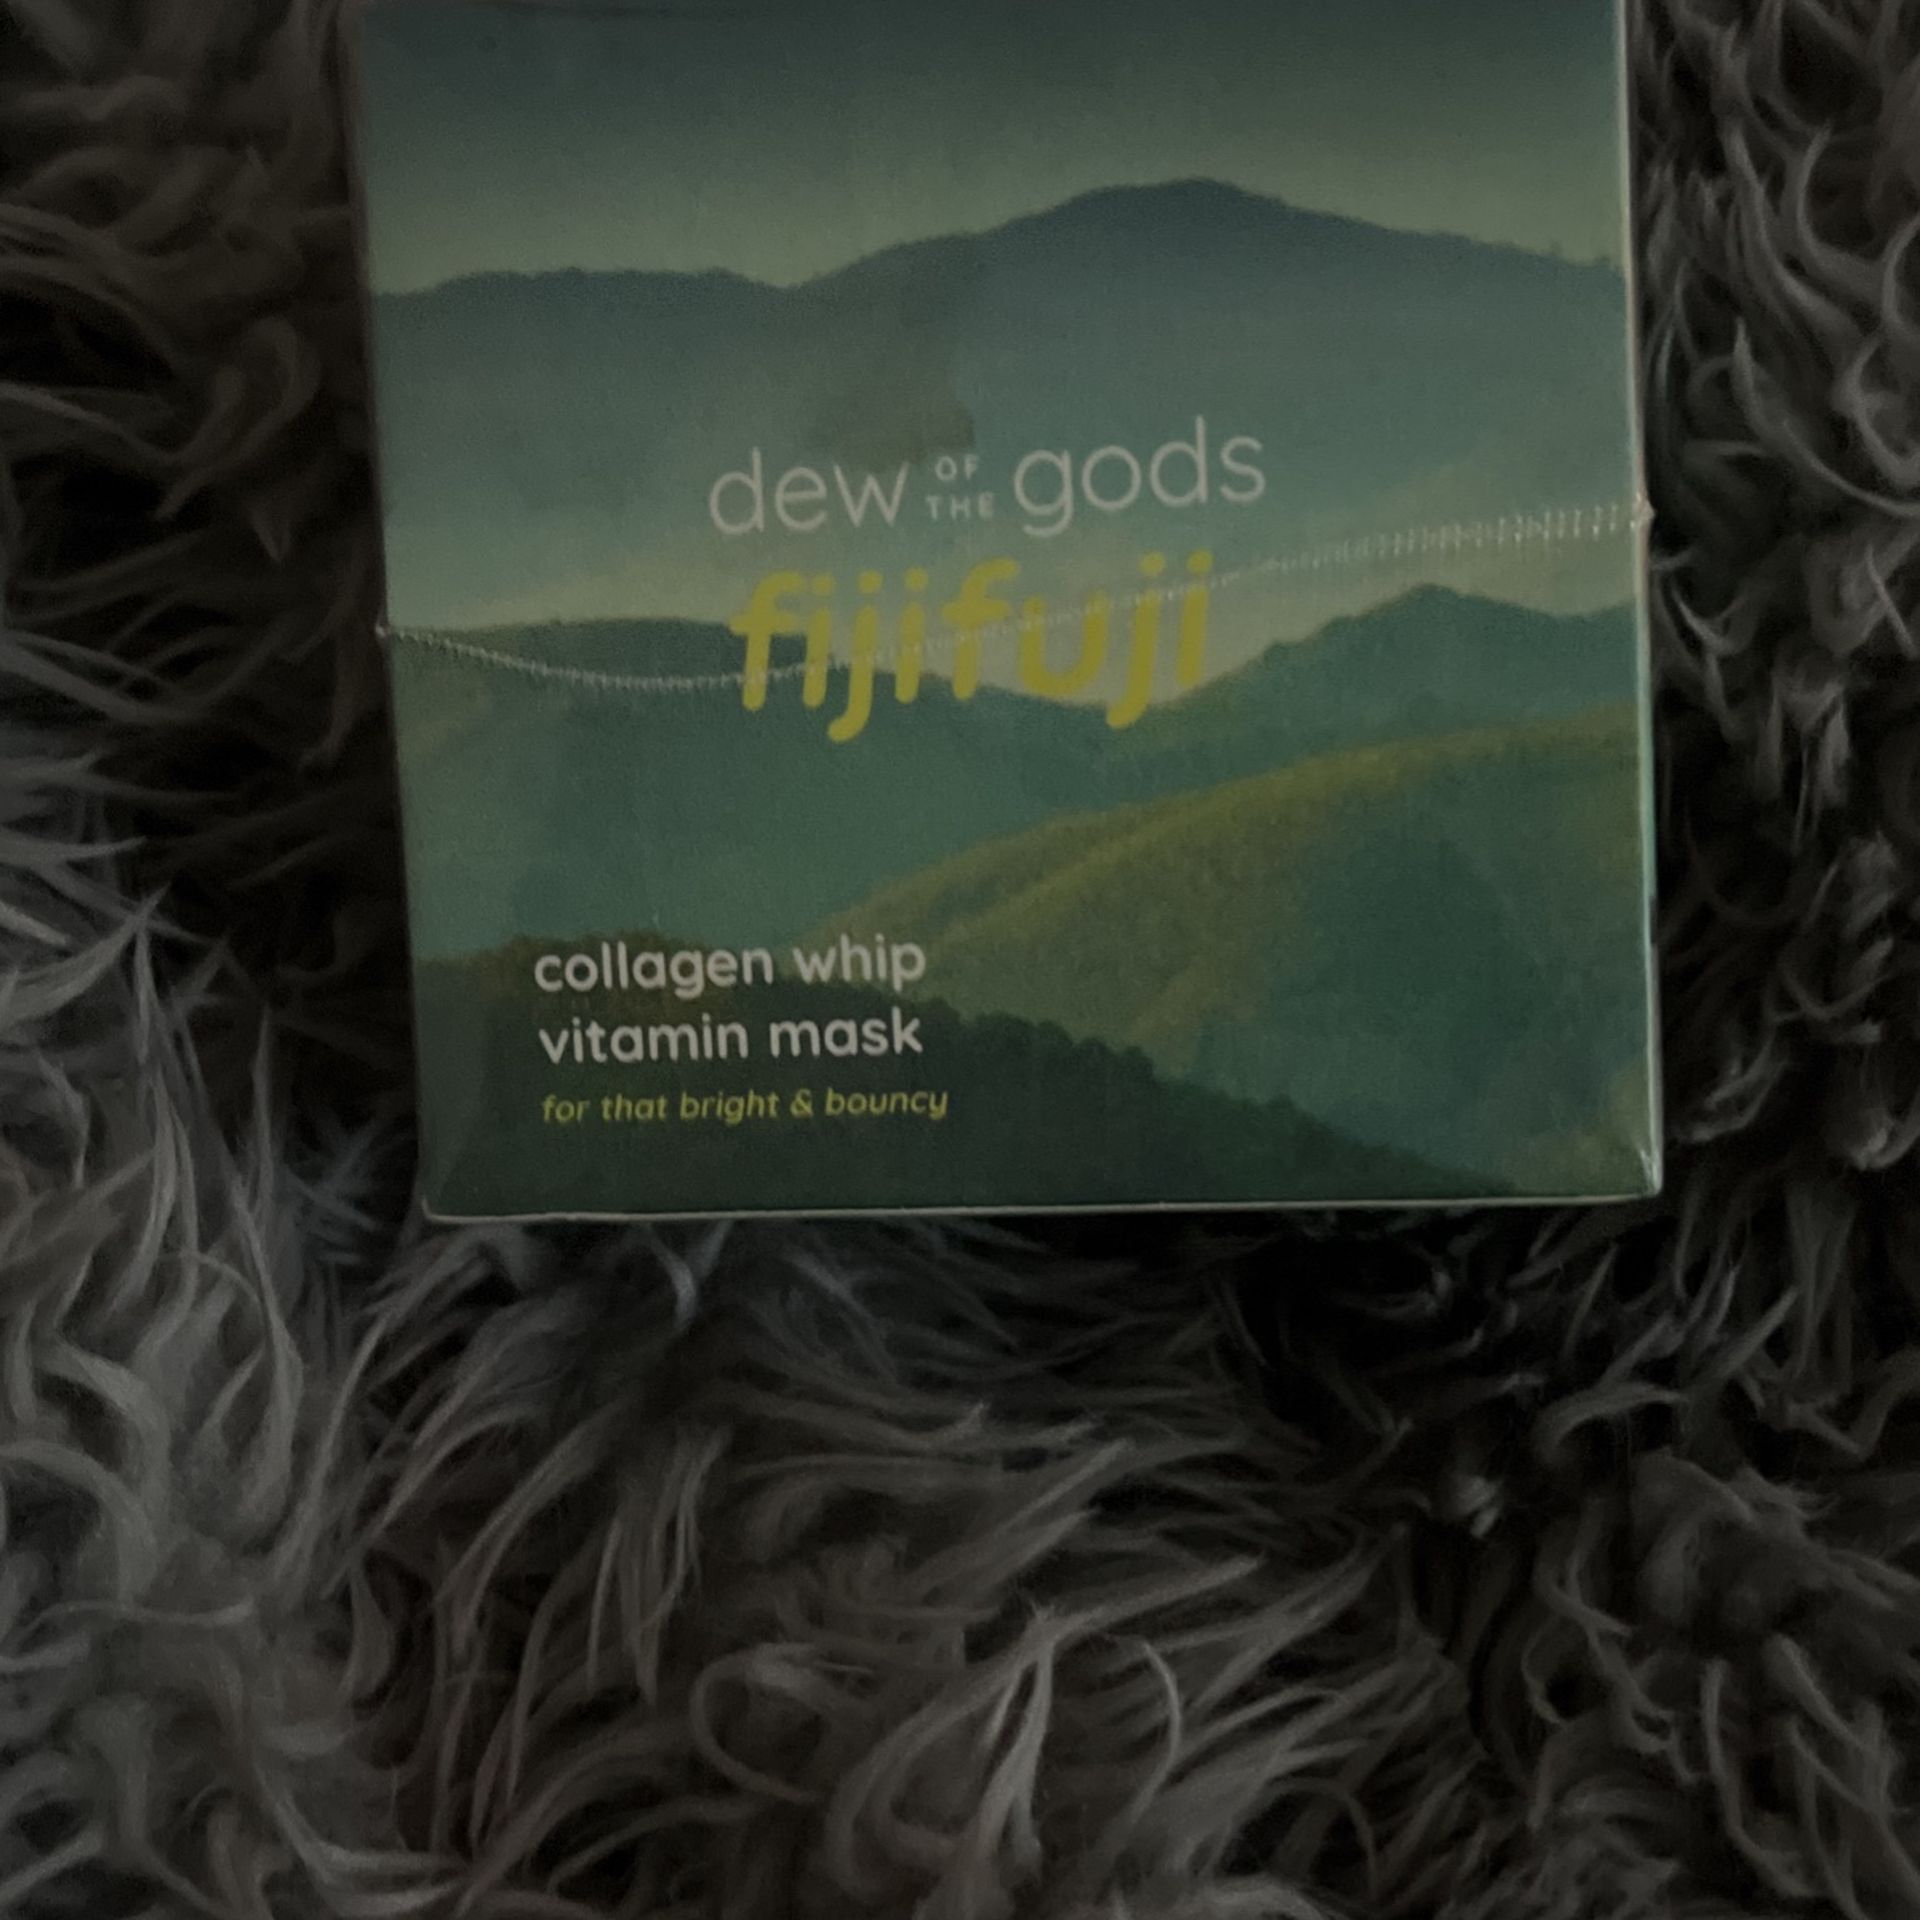 dew OF THE gods
fijifuji
collagen whip
vitamin mask
for that bright & bouncy